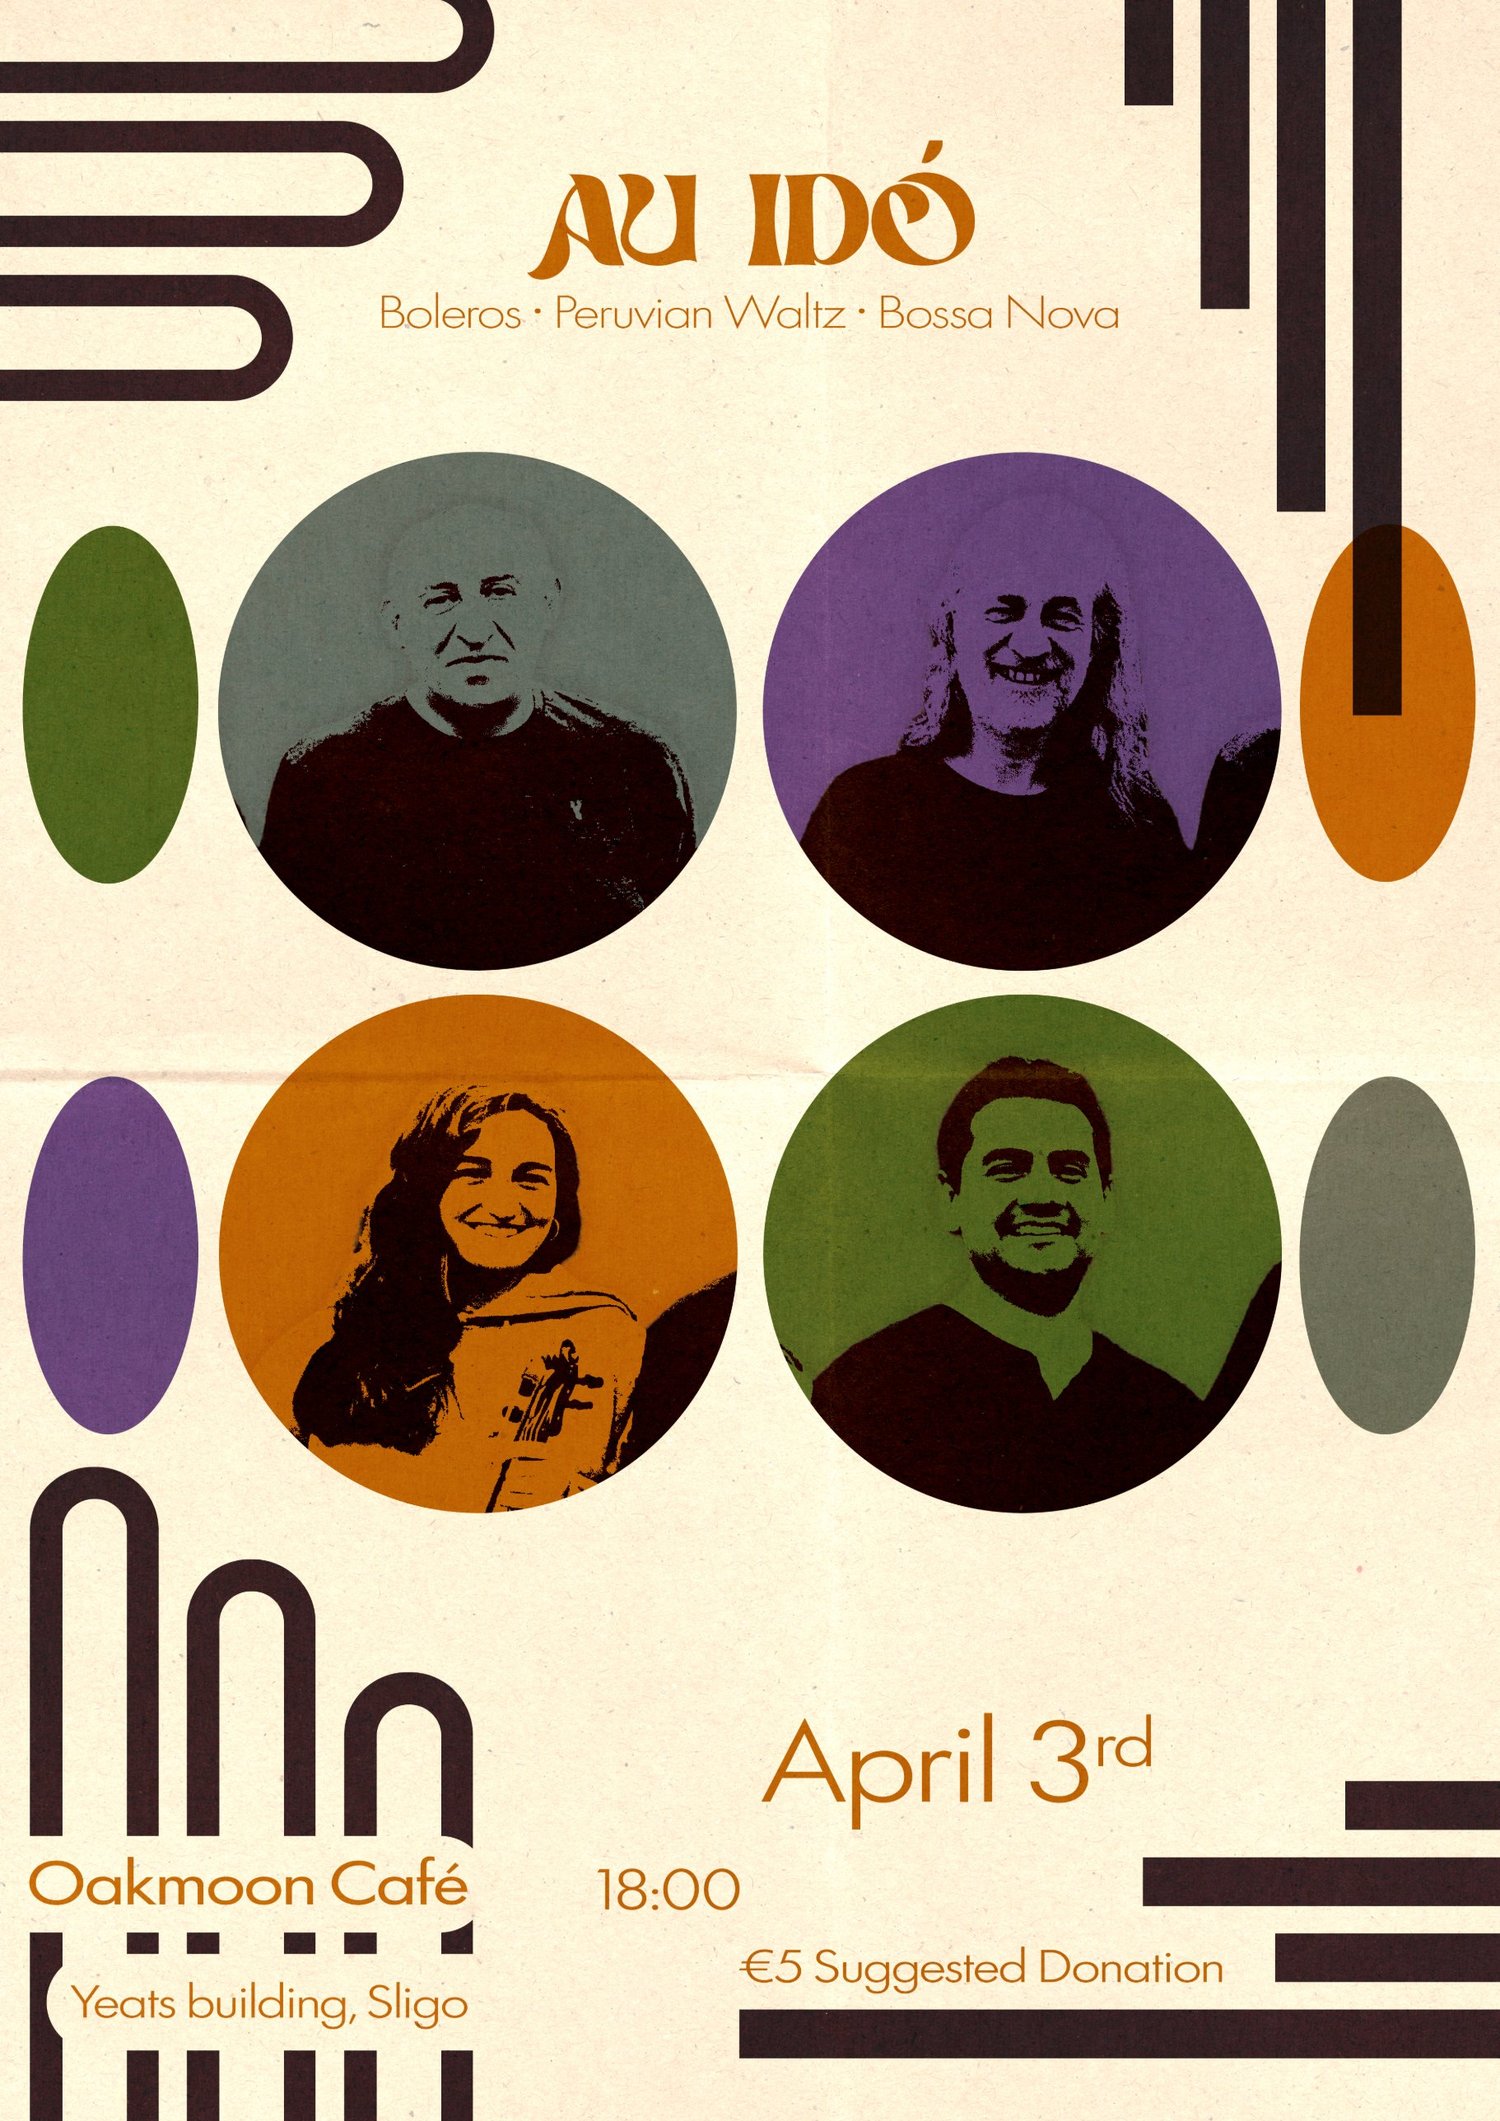 AU IDÓ
Boleros · Peruvian Waltz · Bossa Nova
April 3rd
Oakmoon Café
18:00
€5 Suggested Donation
Yeats building, Sligo